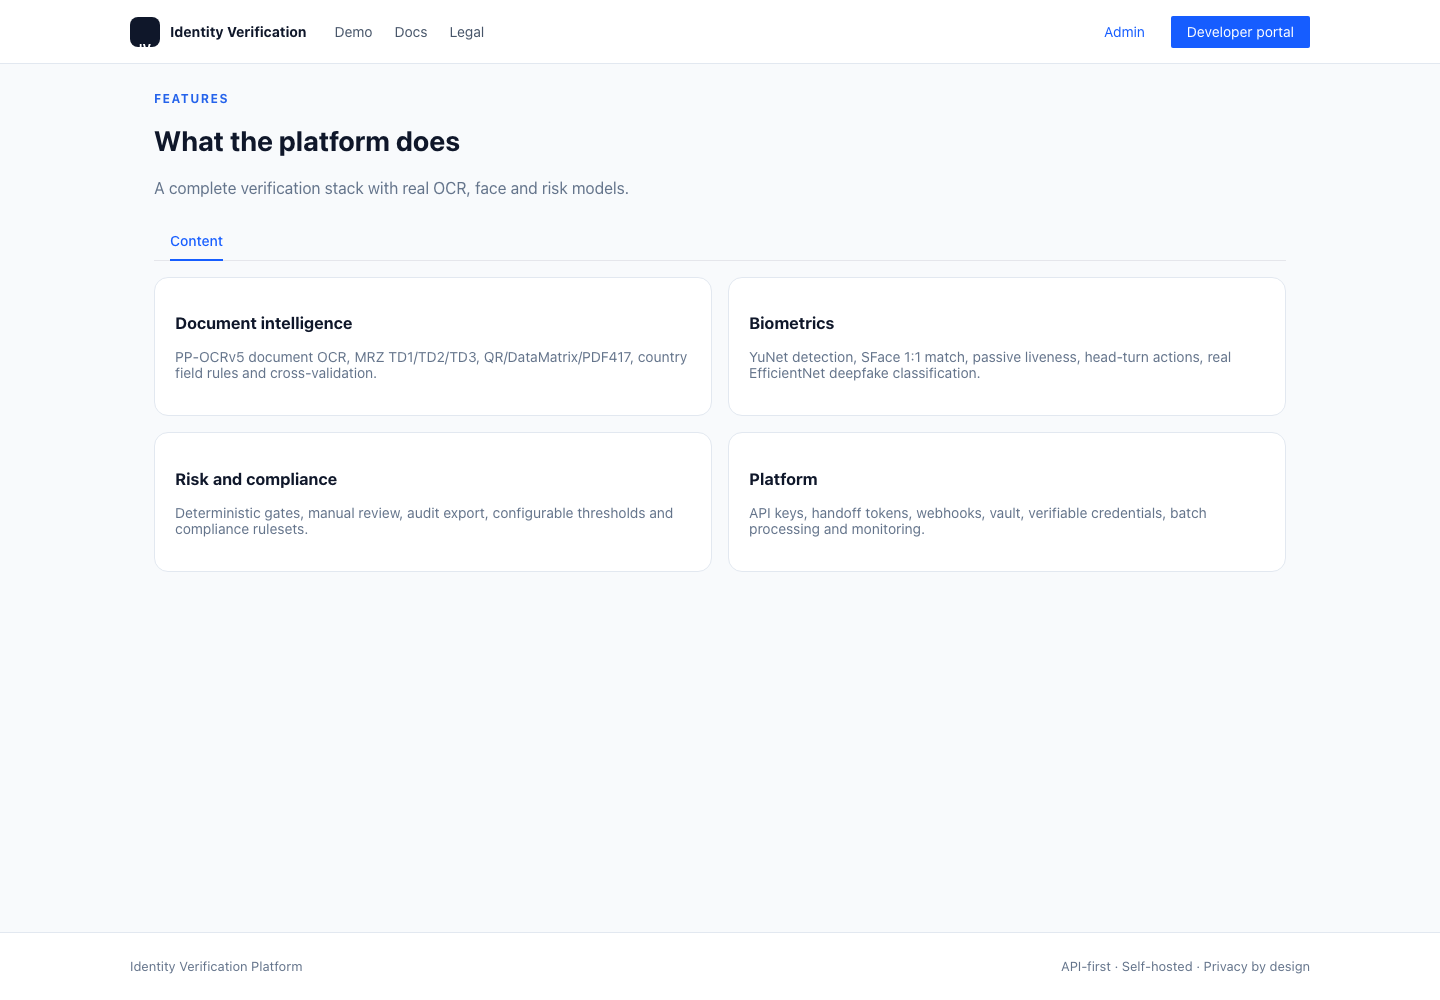 Identity Verification
Demo
Docs
Legal
Admin
Developer portal
FEATURES
What the platform does
A complete verification stack with real OCR, face and risk models.
Content
Document intelligence
PP-OCRv5 document OCR, MRZ TD1/TD2/TD3, QR/DataMatrix/PDF417, country
field rules and cross-validation.
Biometrics
YuNet detection, SFace 1:1 match, passive liveness, head-turn actions, real
EfficientNet deepfake classification.
Risk and compliance
Deterministic gates, manual review, audit export, configurable thresholds and
compliance rulesets.
Platform
API keys, handoff tokens, webhooks, vault, verifiable credentials, batch
processing and monitoring.
Identity Verification Platform
API-first · Self-hosted · Privacy by design